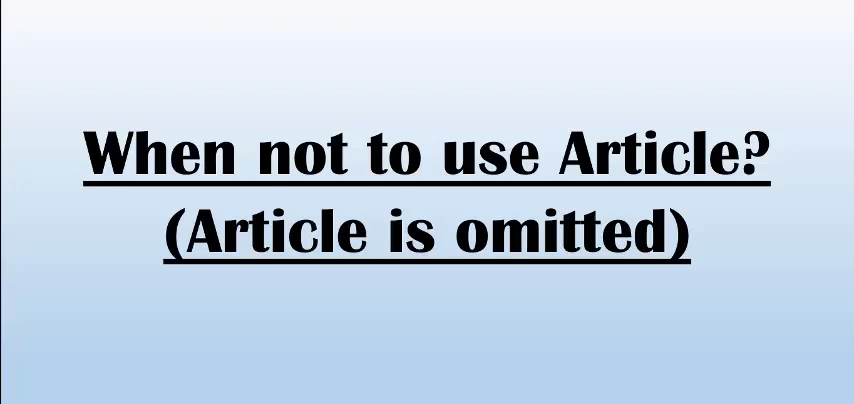 When not to use Article?
(Article is omitted)